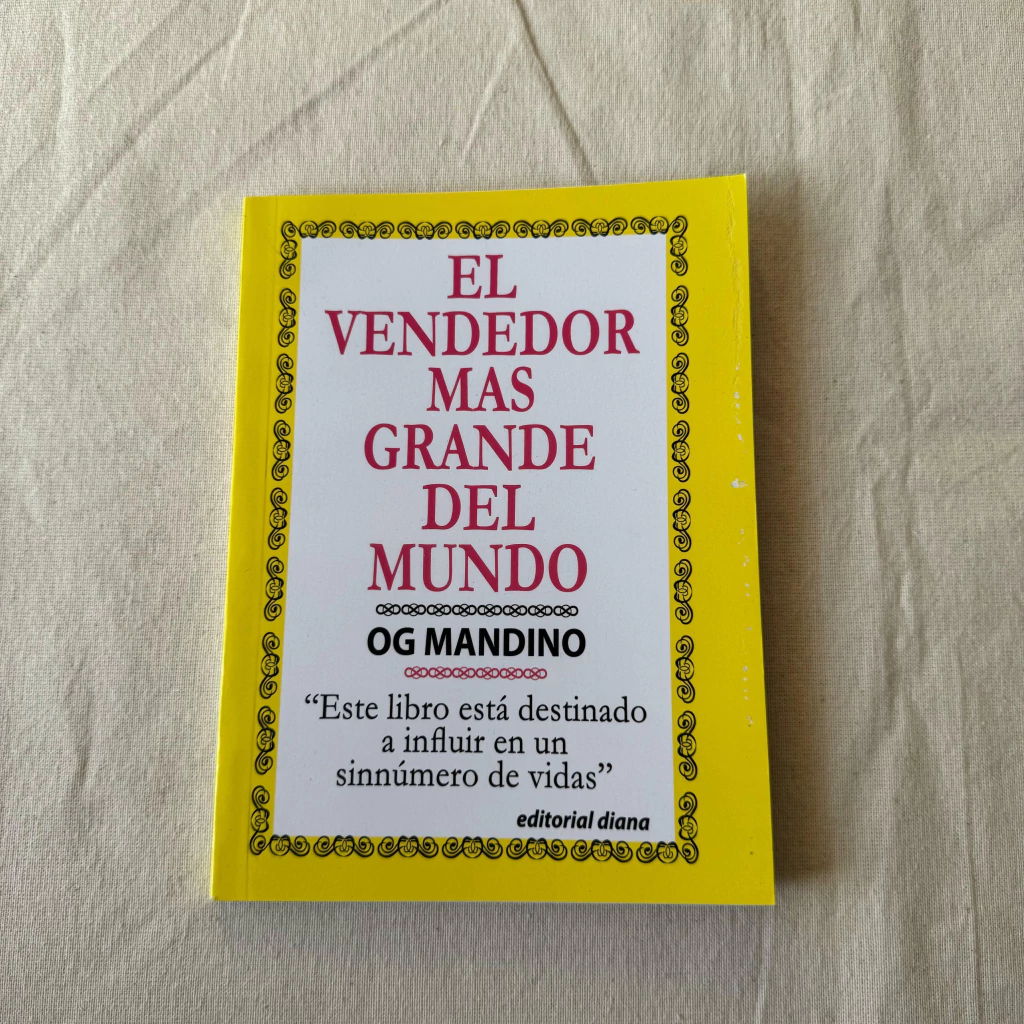 EL
VENDEDOR
MAS
GRANDE
DEL
MUNDO
OG MANDINO
“Este libro está destinado
a influir en un
sinnúmero de vidas”
editorial diana